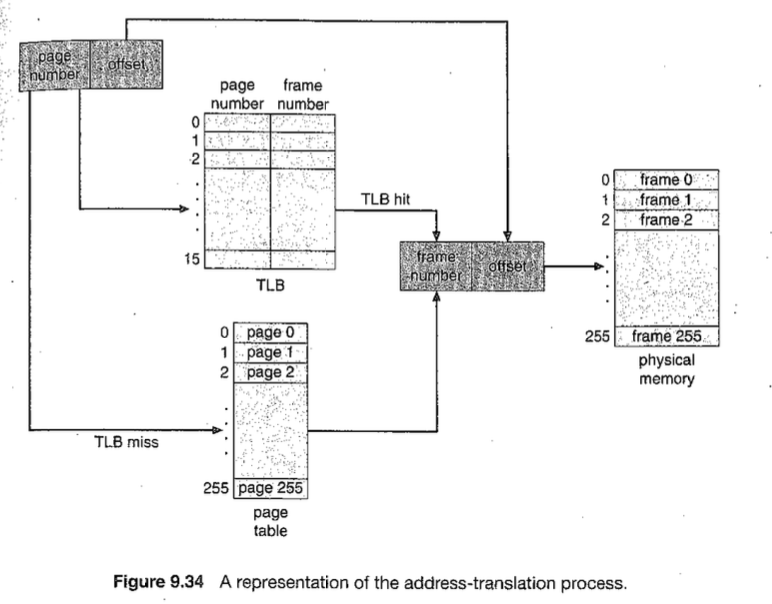 page
number
offset
page
number
frame
number
0
1
2
15
TLB
TLB hit
frame
number
offset
0 frame 0
1 frame 1
2 frame 2
255 frame 255
physical
memory
0 page 0
1 page 1
2 page 2
TLB miss
255 page 255
page
table
Figure 9.34 A representation of the address-translation process.